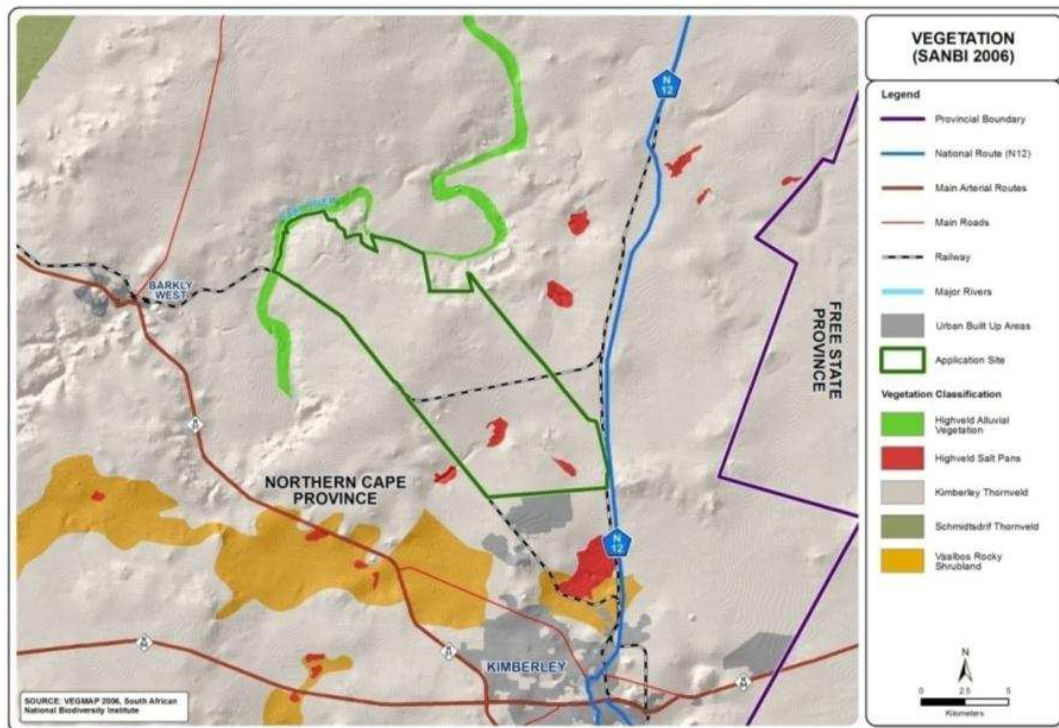 VEGETATION
(SANBI 2006)
Legend
Provincial Boundary
National Route (N12)
Main Arterial Routes
Main Roads
Railway
Major Rivers
Urban Built Up Areas
Application Site
Vegetation Classification
Highveld Alluvial
Vegetation
Highveld Salt Pans
Kimberley Thornveld
Schmidtsdrif Thornveld
Vaalbos Rocky
Shrubland
N
0 2.5 5
Kilometers
N
12
RIVER
BARKLY
WEST
FREE STATE
PROVINCE
NORTHERN CAPE
PROVINCE
N
12
KIMBERLEY
SOURCE: VEGMAP 2006, South African
National Biodiversity Institute